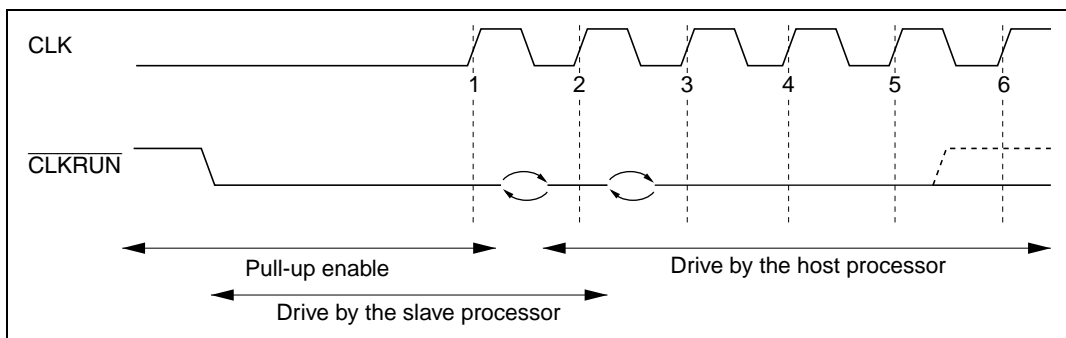 CLK
1 2 3 4 5 6
CLKRUN
Pull-up enable
Drive by the host processor
Drive by the slave processor